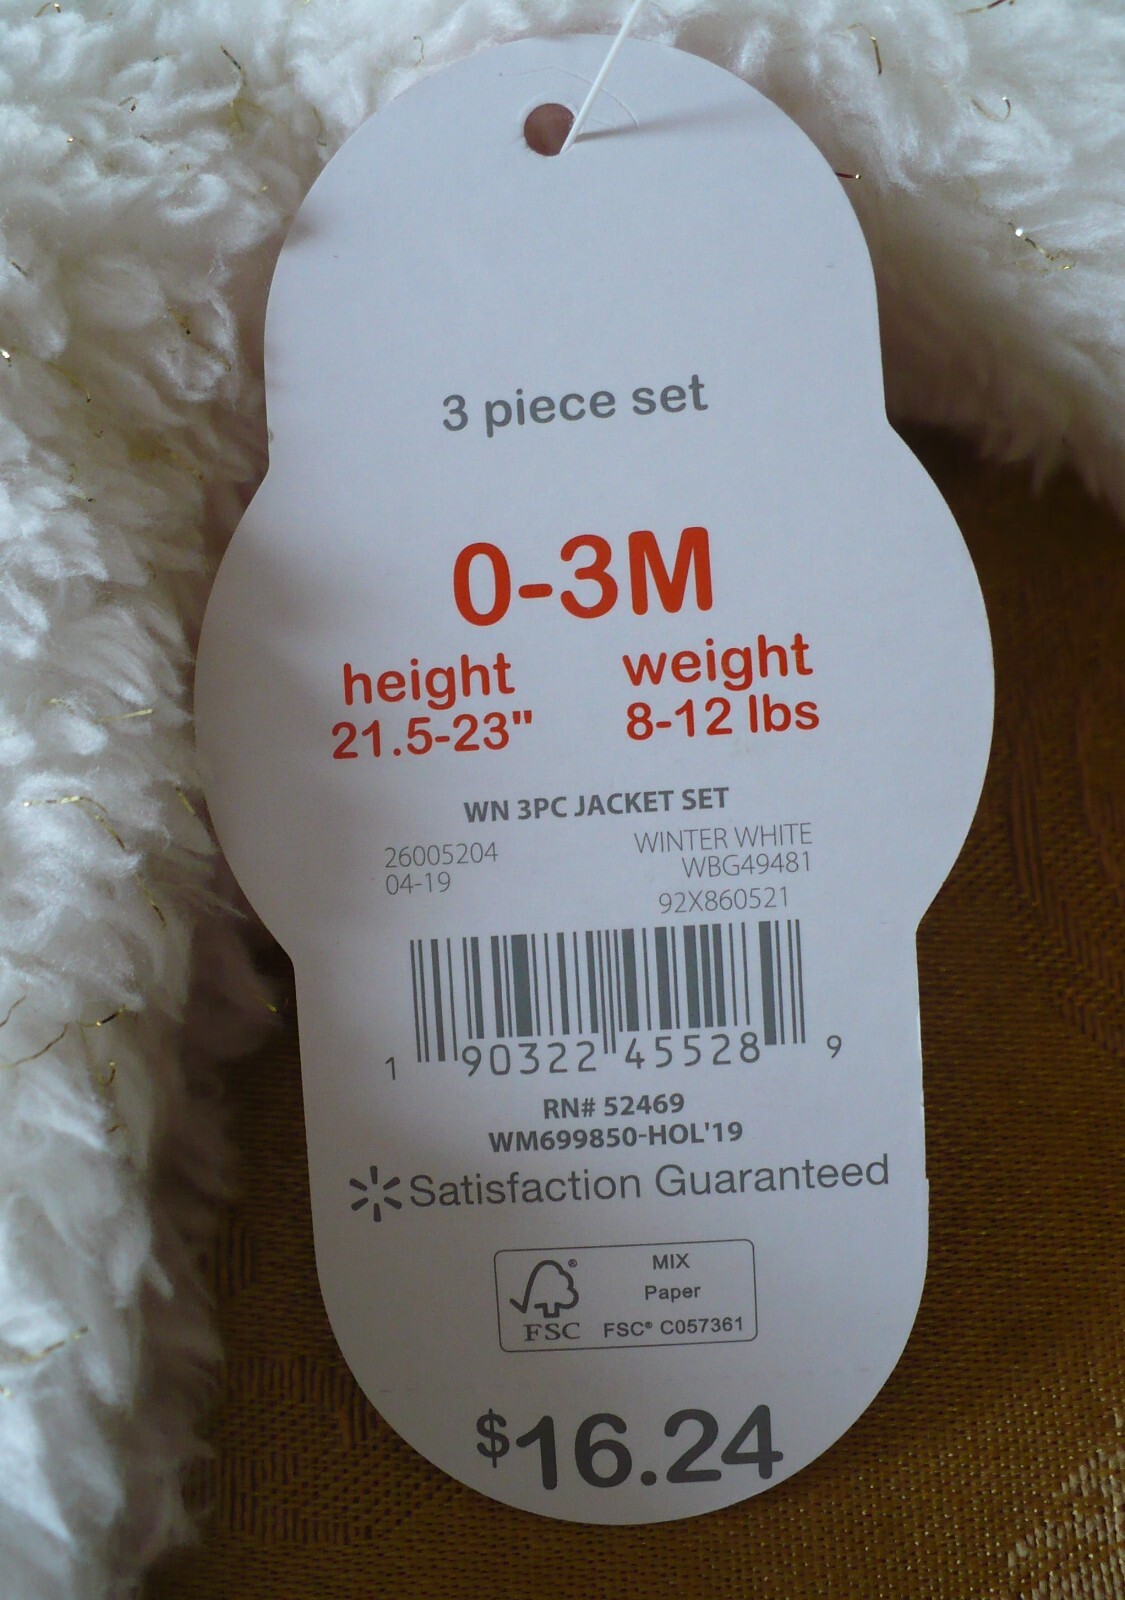 3 piece set
0-3M
height weight
21.5-23" 8-12 lbs
WN 3PC JACKET SET
26005204 WINTER WHITE
04-19 WBG49481
92X860521
1 90322 45528 9
RN# 52469
WM699850-HOL'19
Satisfaction Guaranteed
MIX
Paper
FSC® FSC® C057361
$16.24